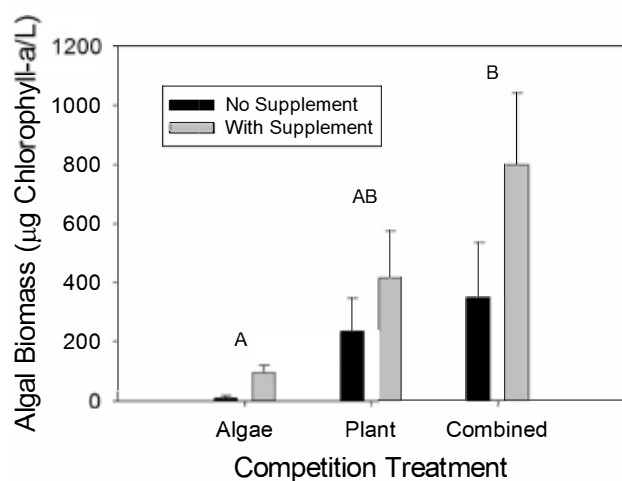 Algal Biomass (μg Chlorophyll-a/L)
1200
1000
800
600
400
200
0
No Supplement
With Supplement
A
AB
B
Algae
Plant
Combined
Competition Treatment